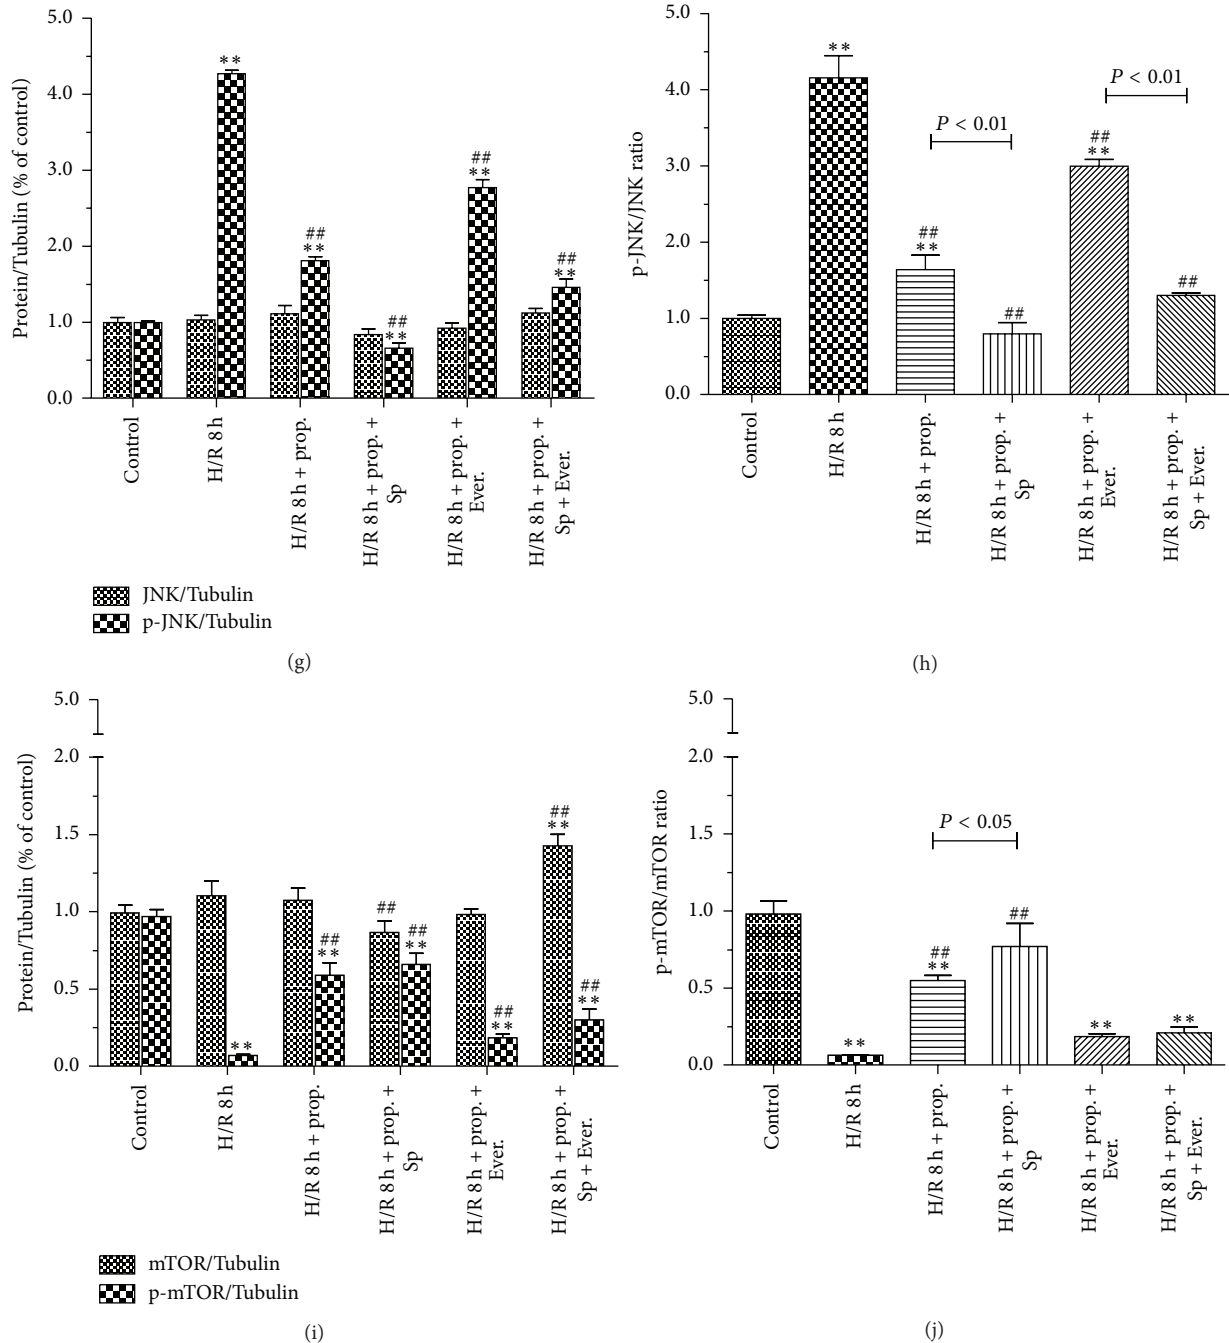 Protein/Tubulin (% of control)
5.0
4.0
3.0
2.0
1.0
0.0
**
##
**
##
**
##
**
##
**
Control
H/R 8 h
H/R 8 h + prop.
H/R 8 h + prop. +
Sp
H/R 8 h + prop. +
Ever.
H/R 8 h + prop. +
Sp + Ever.
JNK/Tubulin
p-JNK/Tubulin
(g)
p-JNK/JNK ratio
5.0
4.0
3.0
2.0
1.0
0.0
**
##
**
P < 0.01
##
##
**
P < 0.01
##
Control
H/R 8 h
H/R 8 h + prop.
H/R 8 h + prop. +
Sp
H/R 8 h + prop. +
Ever.
H/R 8 h + prop. +
Sp + Ever.
(h)
Protein/Tubulin (% of control)
5.0
2.0
1.5
1.0
0.5
0.0
**
##
**
##
##
**
##
**
##
**
##
**
Control
H/R 8 h
H/R 8 h + prop.
H/R 8 h + prop. +
Sp
H/R 8 h + prop. +
Ever.
H/R 8 h + prop. +
Sp + Ever.
mTOR/Tubulin
p-mTOR/Tubulin
(i)
p-mTOR/mTOR ratio
5.0
2.0
1.5
1.0
0.5
0.0
**
##
**
P < 0.05
##
**
**
Control
H/R 8 h
H/R 8 h + prop.
H/R 8 h + prop. +
Sp
H/R 8 h + prop. +
Ever.
H/R 8 h + prop. +
Sp + Ever.
(j)